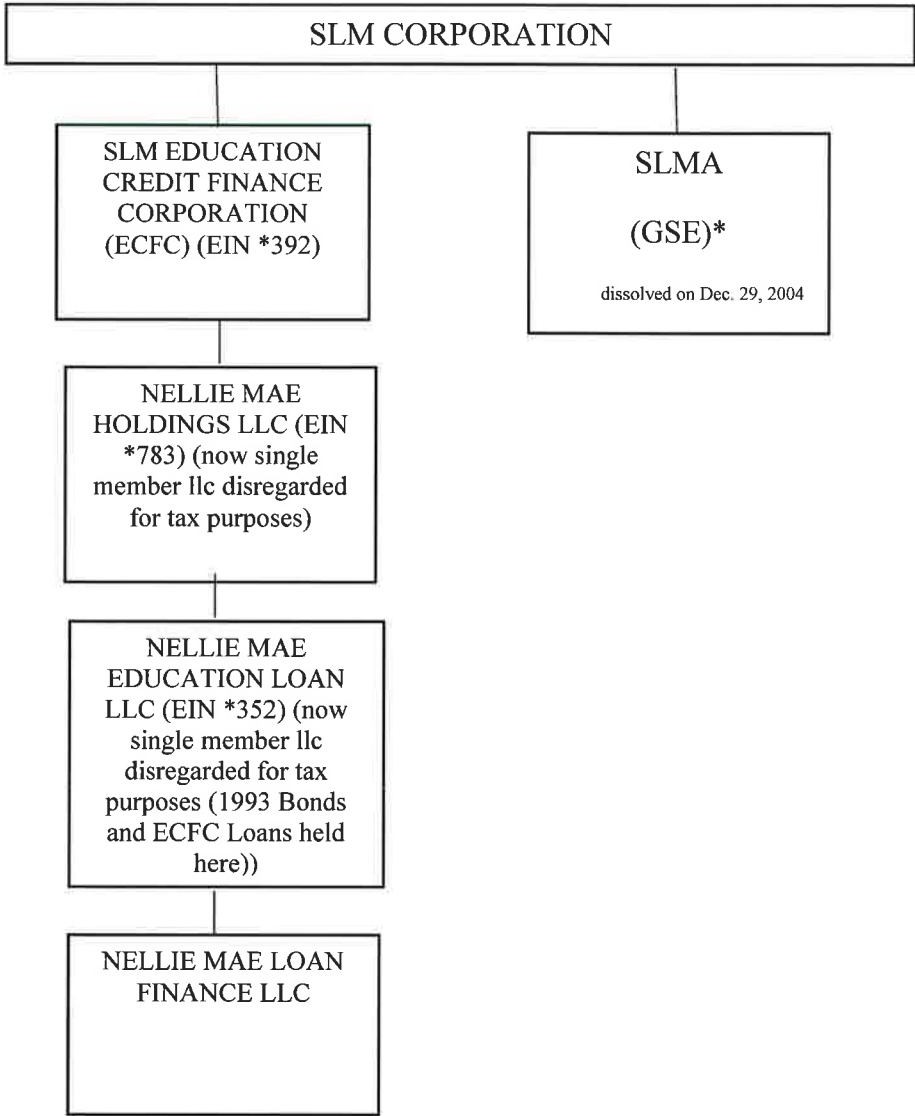 SLM CORPORATION
SLM EDUCATION
CREDIT FINANCE
CORPORATION
(ECFC) (EIN *392)
SLMA
(GSE)*
dissolved on Dec. 29, 2004
NELLIE MAE
HOLDINGS LLC (EIN
*783) (now single
member llc disregarded
for tax purposes)
NELLIE MAE
EDUCATION LOAN
LLC (EIN *352) (now
single member llc
disregarded for tax
purposes (1993 Bonds
and ECFC Loans held
here))
NELLIE MAE LOAN
FINANCE LLC